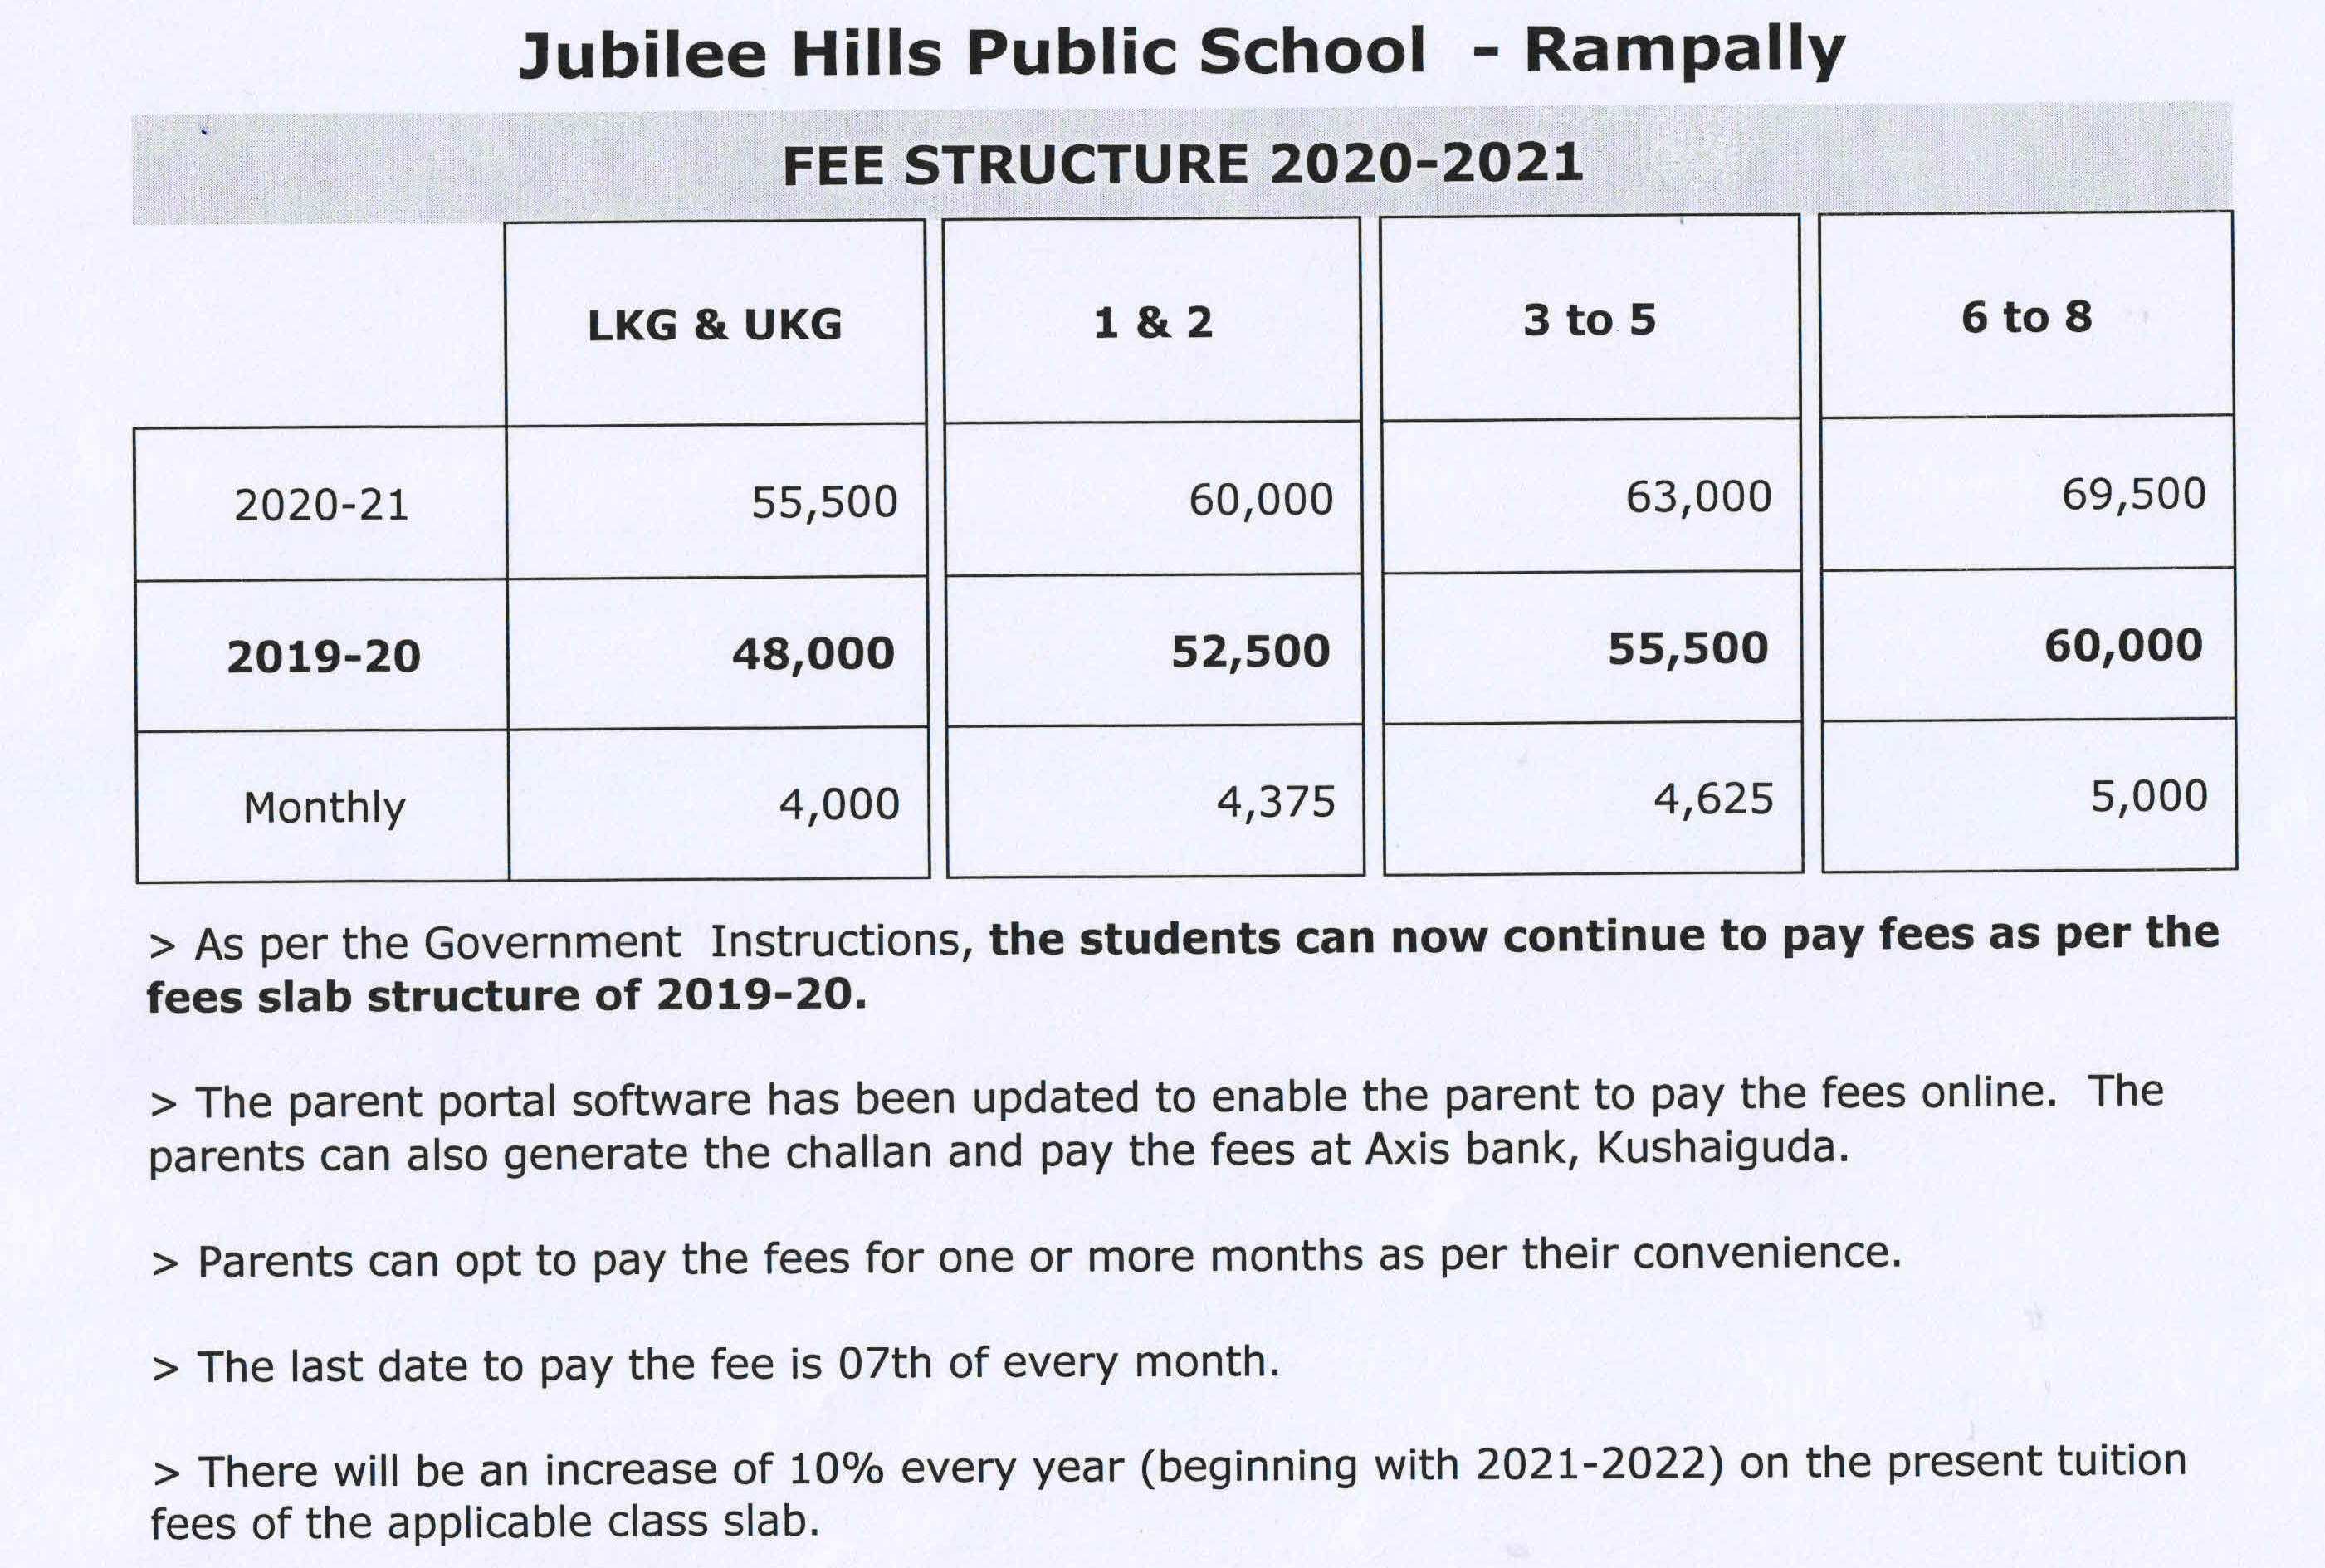 Jubilee Hills Public School - Rampally
FEE STRUCTURE 2020-2021
LKG & UKG 1 & 2 3 to 5 6 to 8
2020-21 55,500 60,000 63,000 69,500
2019-20 48,000 52,500 55,500 60,000
Monthly 4,000 4,375 4,625 5,000
> As per the Government Instructions, the students can now continue to pay fees as per the
fees slab structure of 2019-20.
> The parent portal software has been updated to enable the parent to pay the fees online. The
parents can also generate the challan and pay the fees at Axis bank, Kushaiguda.
> Parents can opt to pay the fees for one or more months as per their convenience.
> The last date to pay the fee is 07th of every month.
> There will be an increase of 10% every year (beginning with 2021-2022) on the present tuition
fees of the applicable class slab.